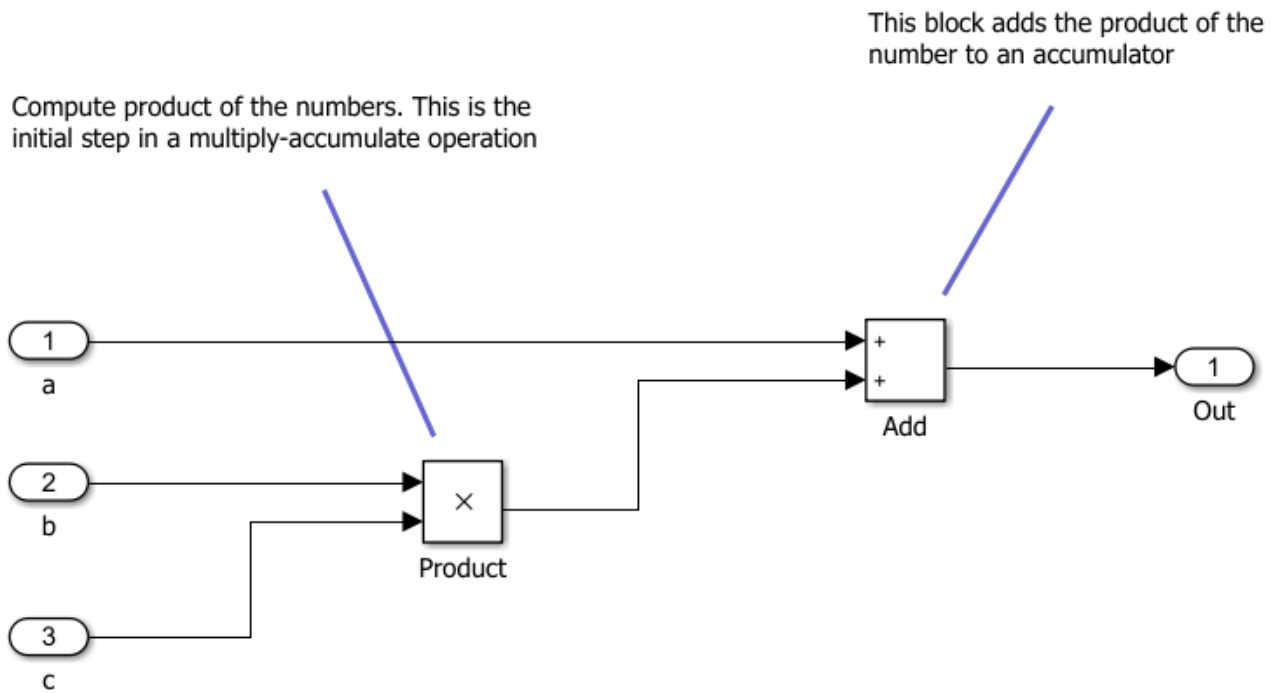 This block adds the product of the
number to an accumulator
Compute product of the numbers. This is the
initial step in a multiply-accumulate operation
1
a
+
+
Add
1
Out
2
b
×
Product
3
c